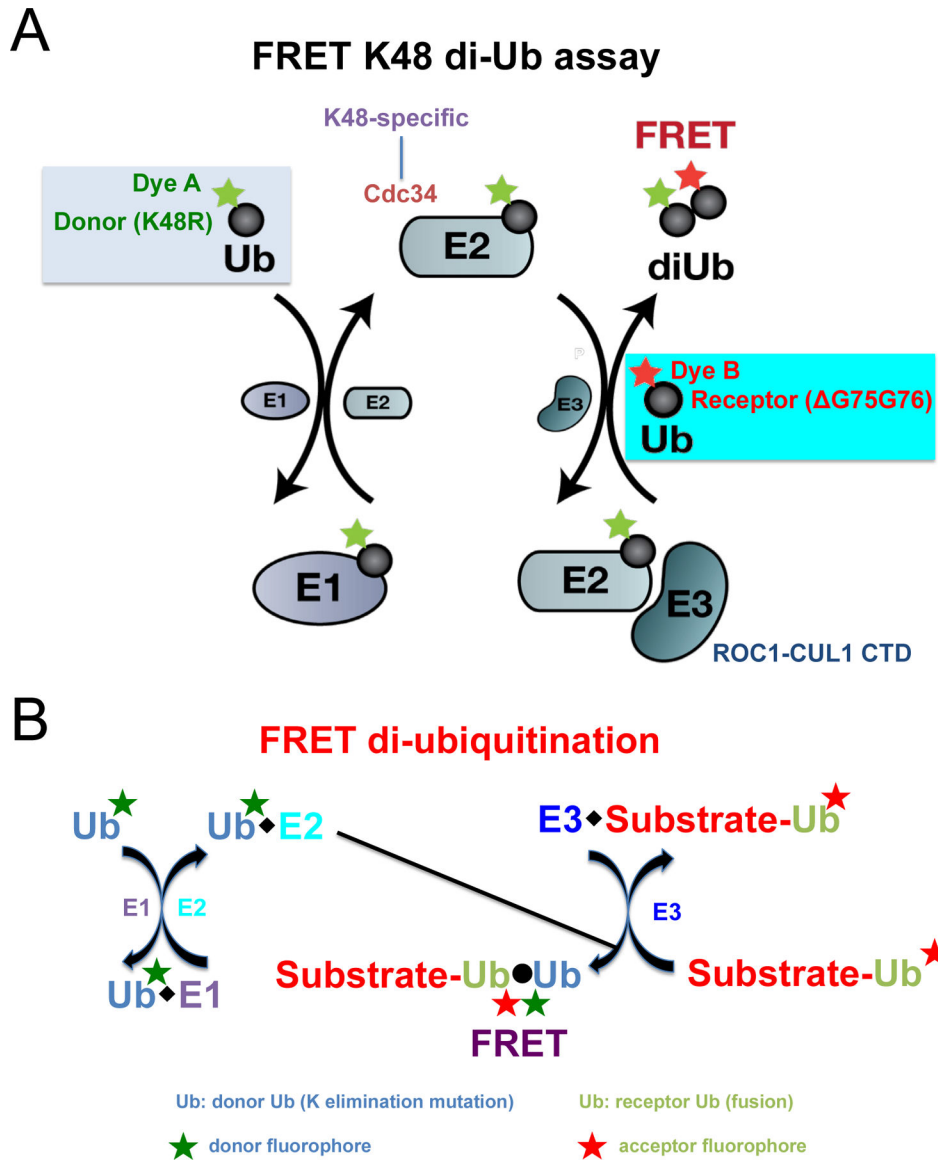 A
FRET K48 di-Ub assay
K48-specific
Cdc34
Dye A
Donor (K48R)
Ub
E2
FRET
diUb
E1
E2
P
E3
Dye B
Receptor (ΔG75G76)
Ub
E1
E2
E3
ROC1-CUL1 CTD
B
FRET di-ubiquitination
Ub
Ub◆E2
E3◆Substrate-Ub
E1
E2
E3
Ub◆E1
Substrate-Ub●Ub
Substrate-Ub
FRET
Ub: donor Ub (K elimination mutation)
Ub: receptor Ub (fusion)
donor fluorophore
acceptor fluorophore